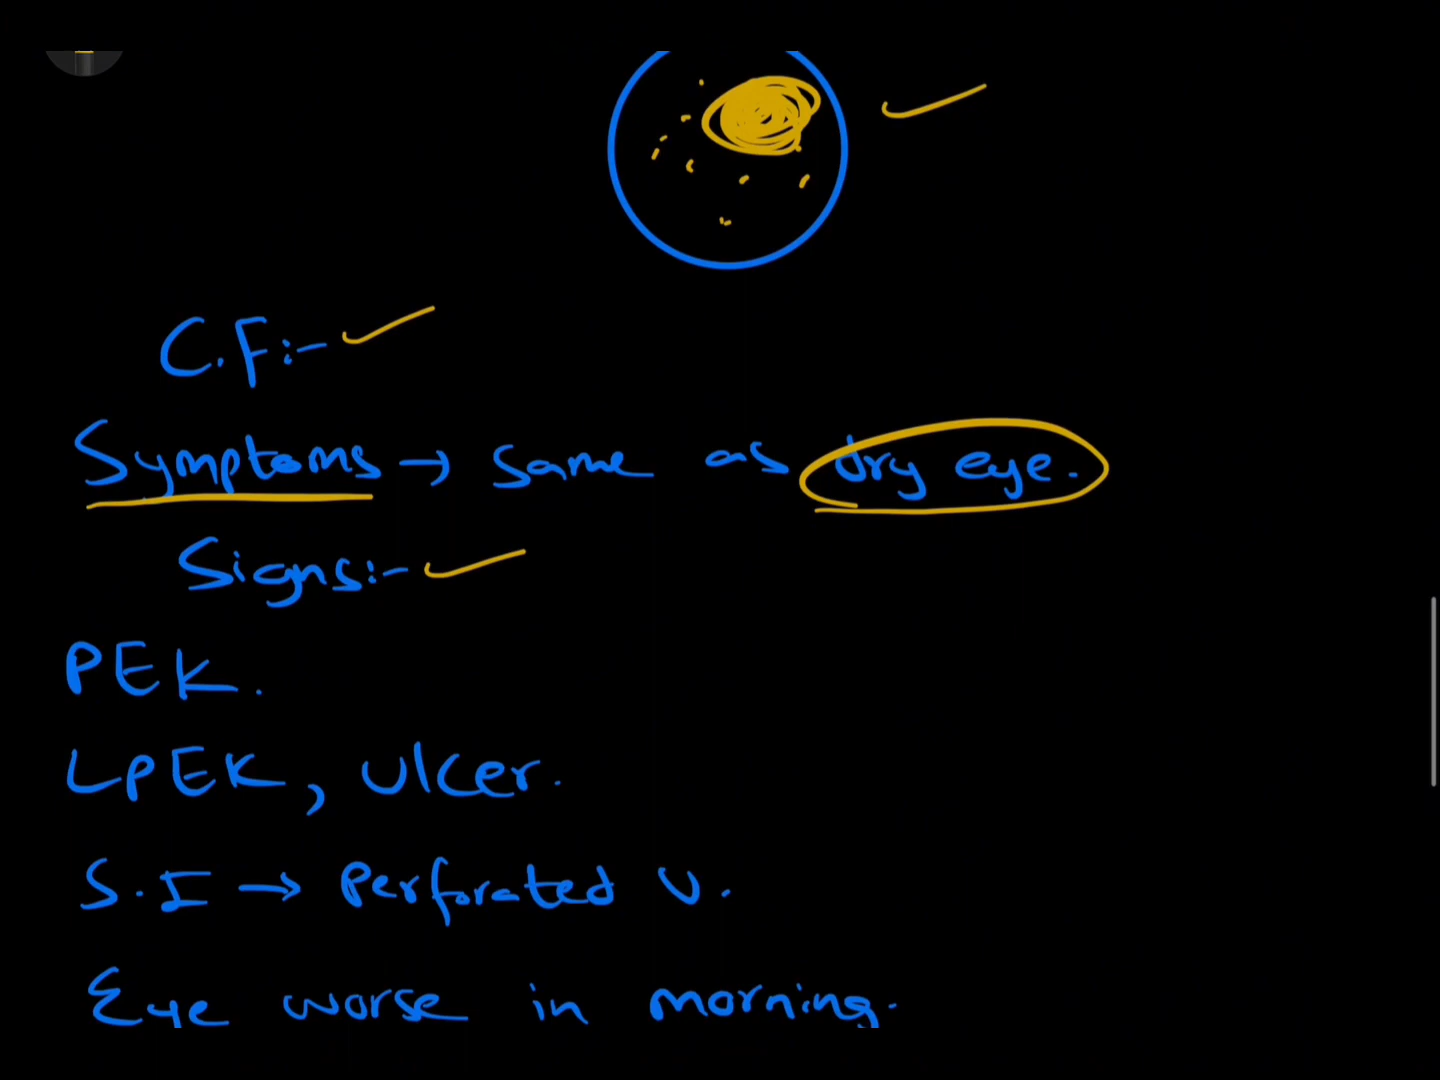 C.F:-
Symptoms → same as dry eye.
Signs:-
PEK.
LPEK, Ulcer.
S.I → Perforated U.
Eye worse in morning.